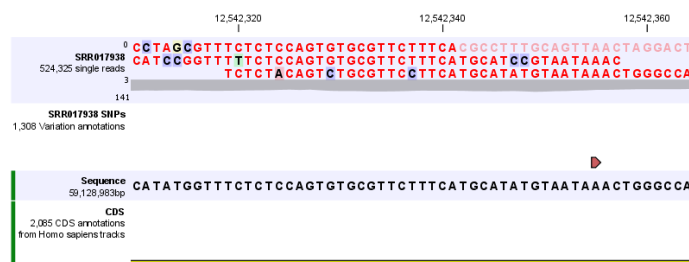 12,542,320 12,542,340 12,542,360
0 CCTAGCGTTTCTCTCCAGTGTGCGTTCTTTCACGCCTTTGCAGTTAACTAGGACT
SRR017938 CATCCGGTTTTTCTCCAGTGTGCGTTCTTTCATGCATCCGTAATAAAC
524,325 single reads TCTCTACAGTCTGCGTTCCTTCATGCATATGTAATAAACTGGGCCA
3
141
SRR017938 SNPs
1,308 Variation annotations
Sequence CATATGGTTTCTCTCCAGTGTGCGTTCTTTCATGCATATGTAATAAACTGGGCCA
59,128,983bp
CDS
2,085 CDS annotations
from Homo sapiens tracks